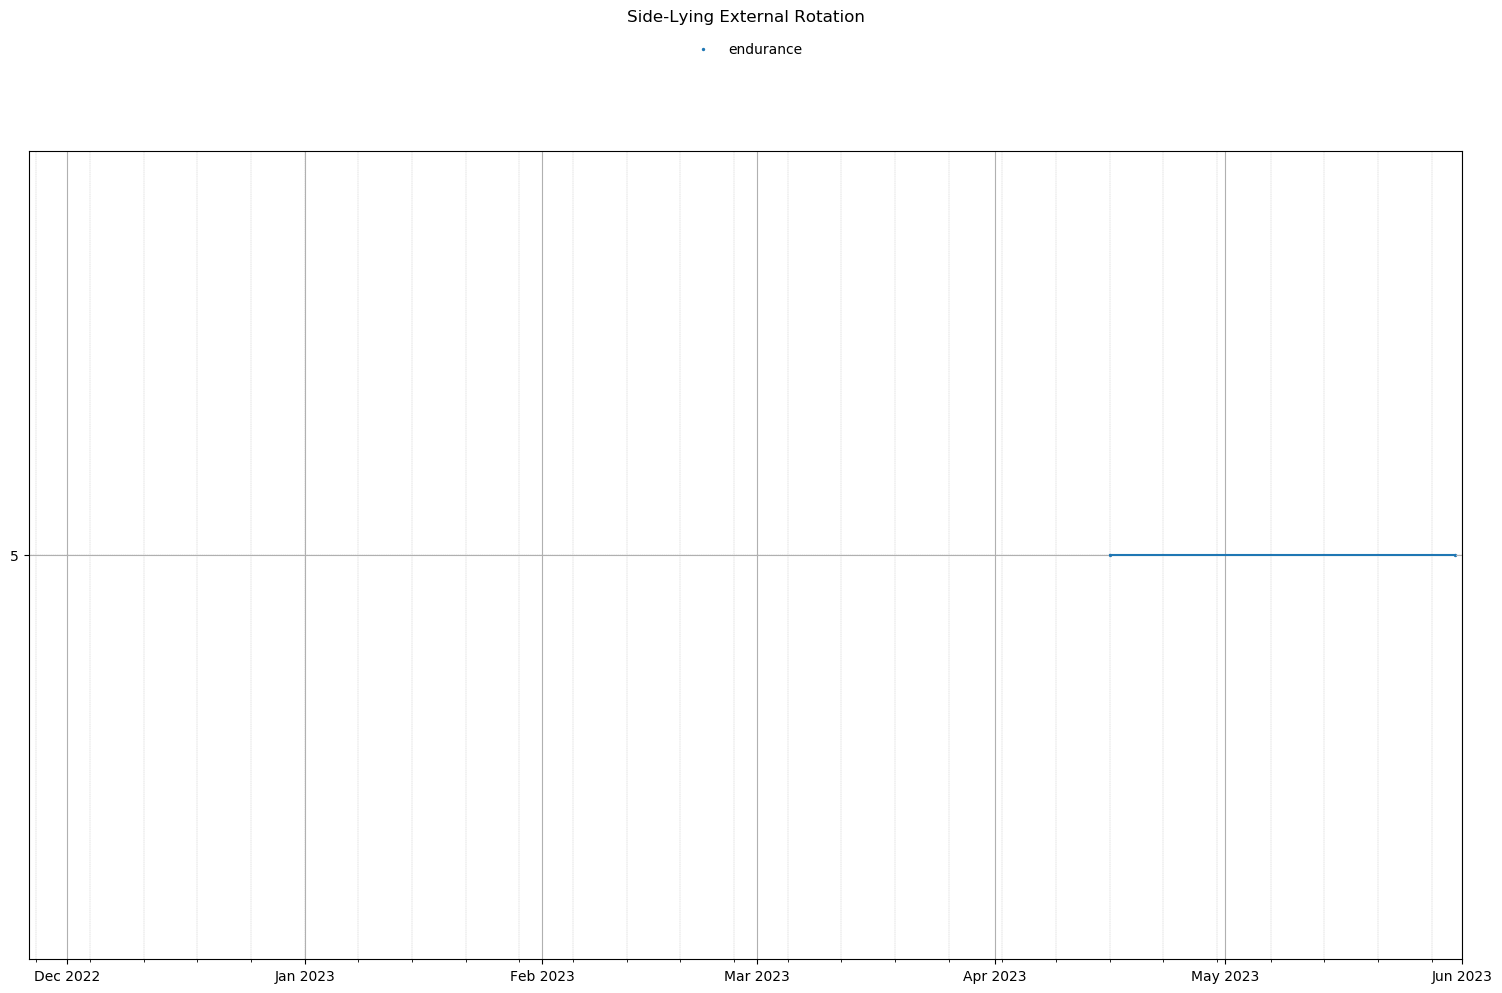 Side-Lying External Rotation
endurance
5
Dec 2022
Jan 2023
Feb 2023
Mar 2023
Apr 2023
May 2023
Jun 2023